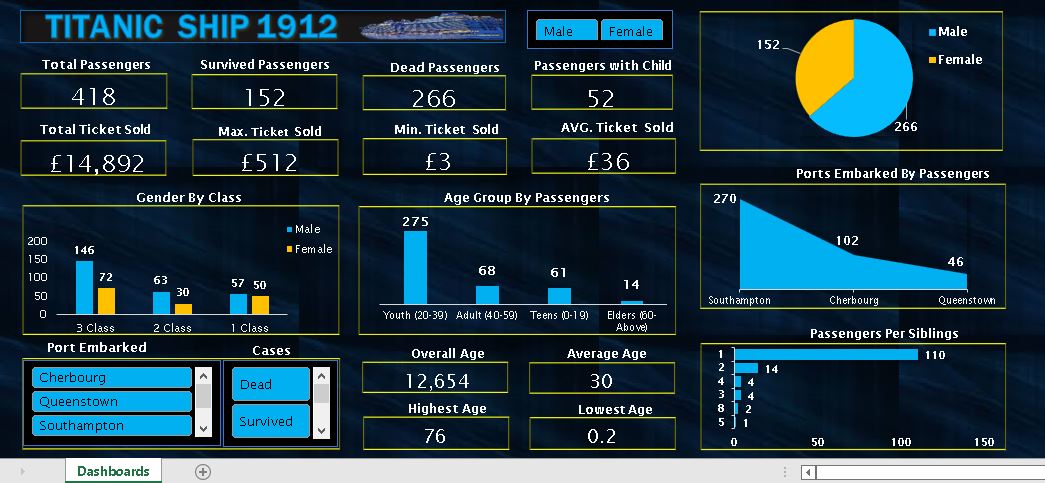 TITANIC SHIP 1912
Male Female
Total Passengers
418
Survived Passengers
152
Dead Passengers
266
Passengers with Child
52
Total Ticket Sold
£14,892
Max. Ticket Sold
£512
Min. Ticket Sold
£3
AVG. Ticket Sold
£36
152
266
Male
Female
Gender By Class
200
150
100
50
0
146
72
63
30
57
50
3 Class
2 Class
1 Class
Male
Female
Age Group By Passengers
275
68
61
14
Youth (20-39)
Adult (40-59)
Teens (0-19)
Elders (60-
Above)
Ports Embarked By Passengers
270
102
46
Southampton
Cherbourg
Queenstown
Port Embarked
Cherbourg
Queenstown
Southampton
Cases
Dead
Survived
Overall Age
12,654
Average Age
30
Highest Age
76
Lowest Age
0.2
Passengers Per Siblings
1 110
2 14
4 4
3 4
8 2
5 1
0 50 100 150
Dashboards